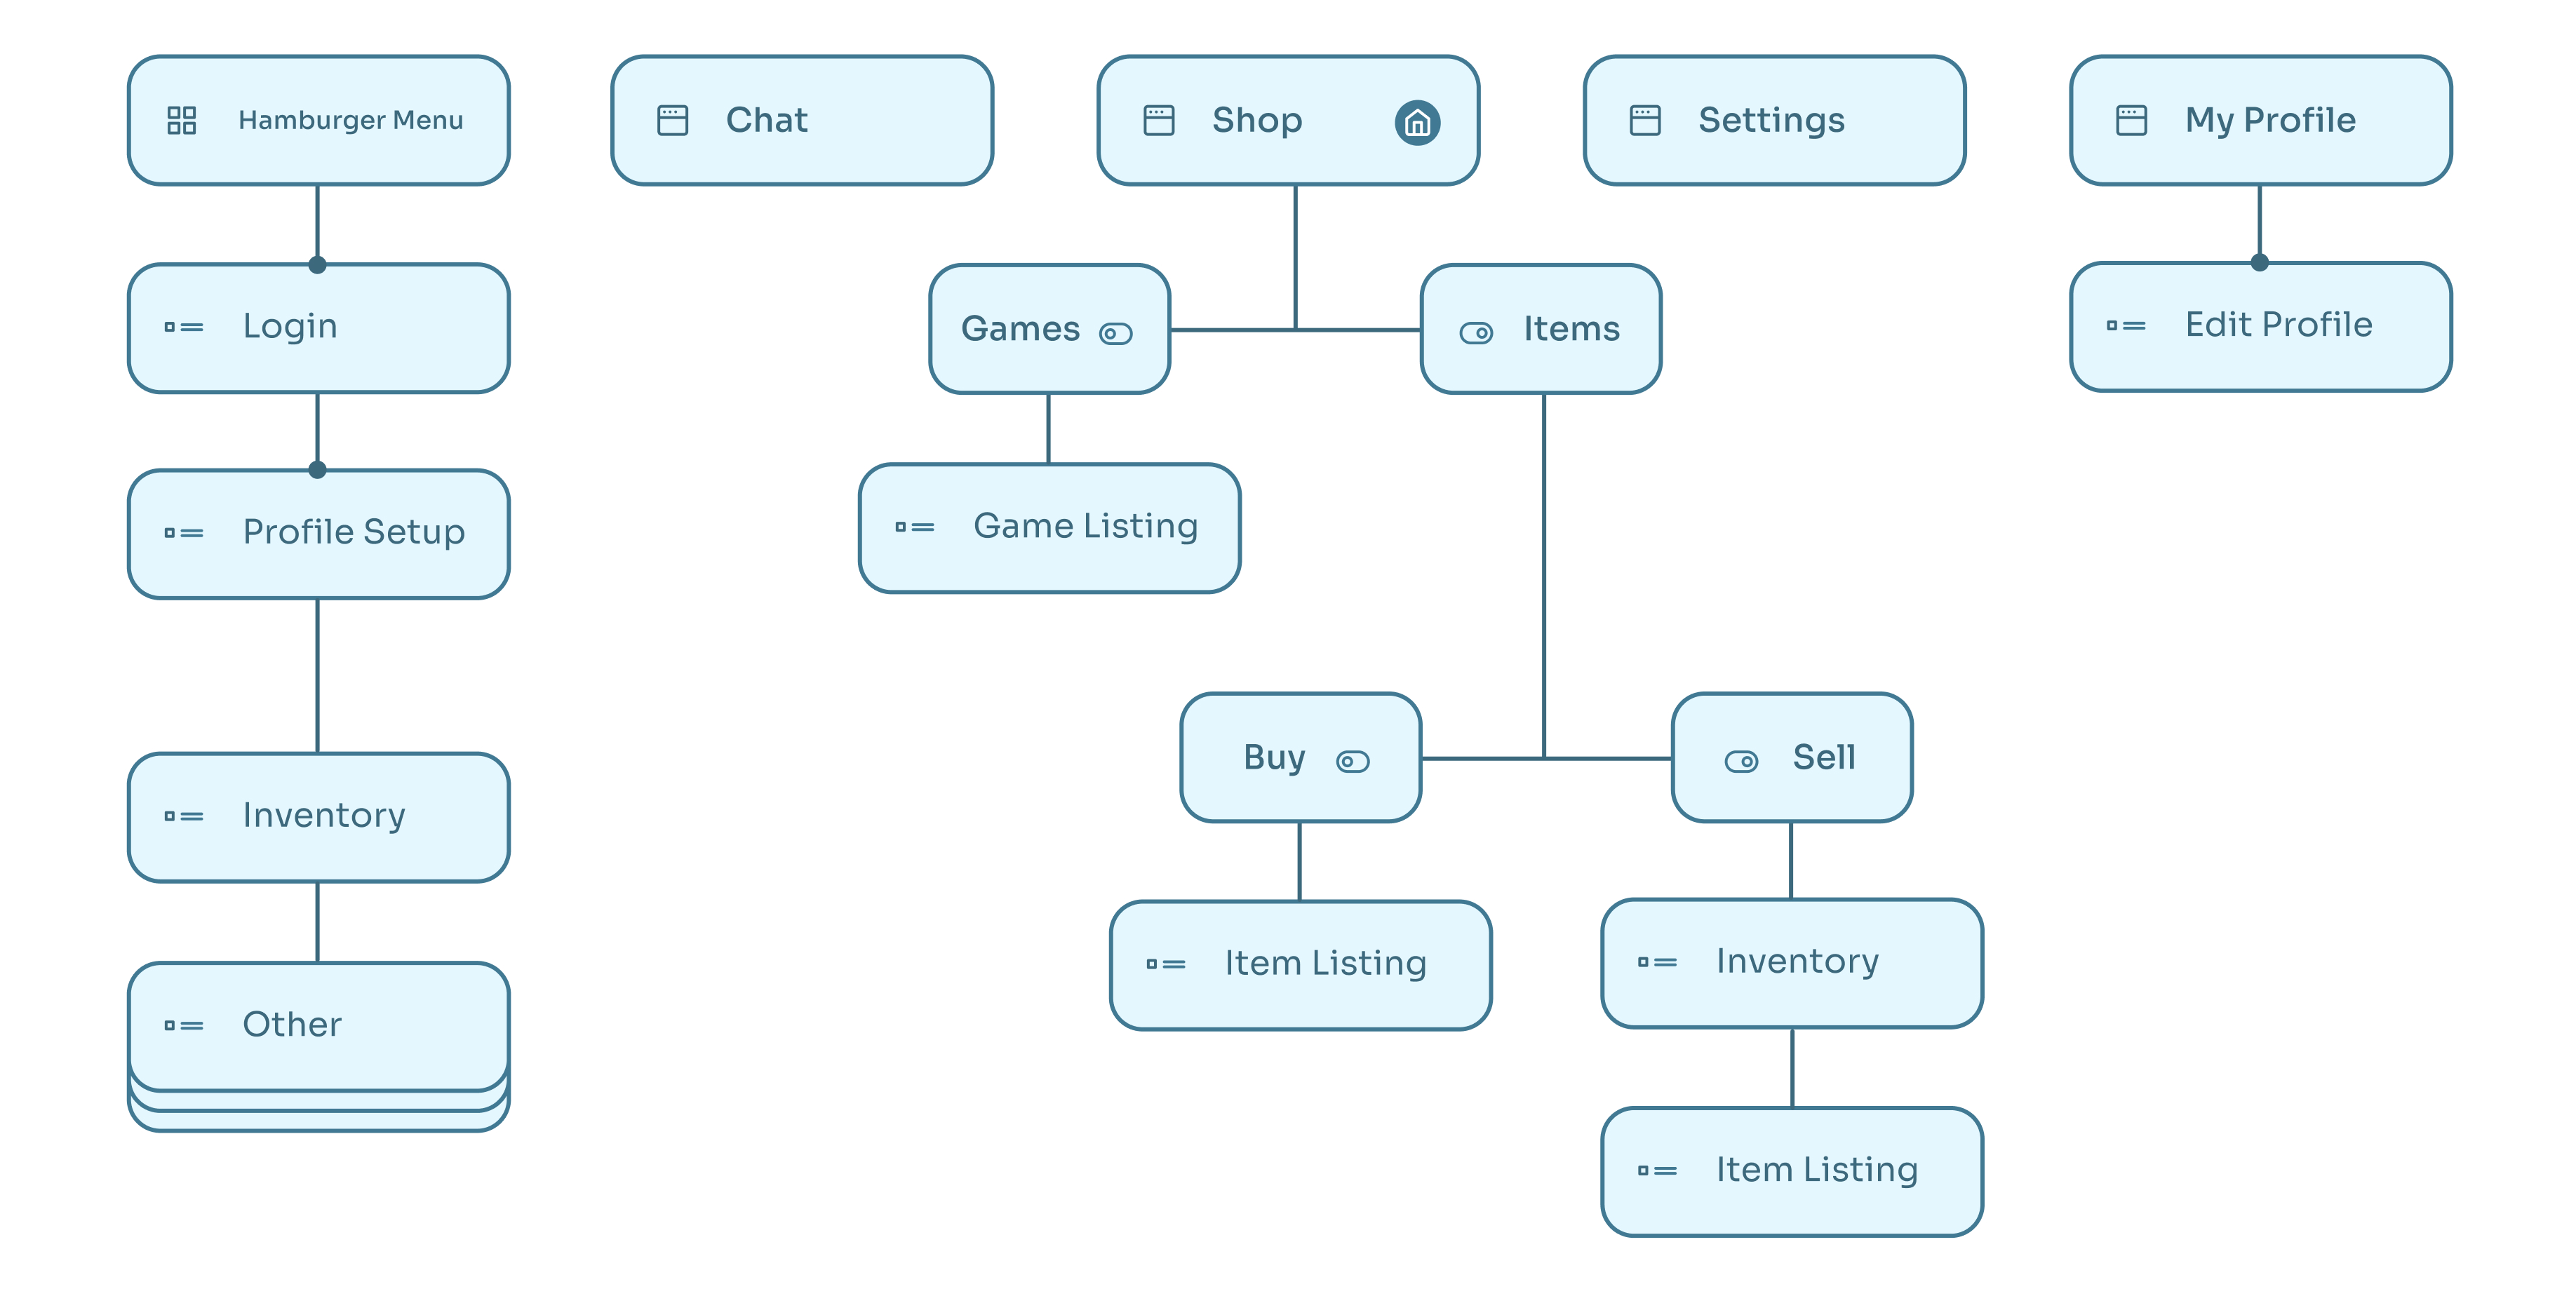 Hamburger Menu
Chat
Shop
Settings
My Profile
Login
Games
Items
Edit Profile
Profile Setup
Game Listing
Inventory
Buy
Sell
Other
Item Listing
Inventory
Item Listing